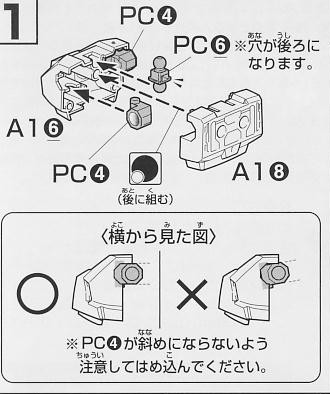 1
PC❹
PC❻
※穴が後ろに
なります。
A1❻
PC❹
(後に組む)
A1❽
〈横から見た図〉
※PC❹が斜めにならないよう
注意してはめ込んでください。